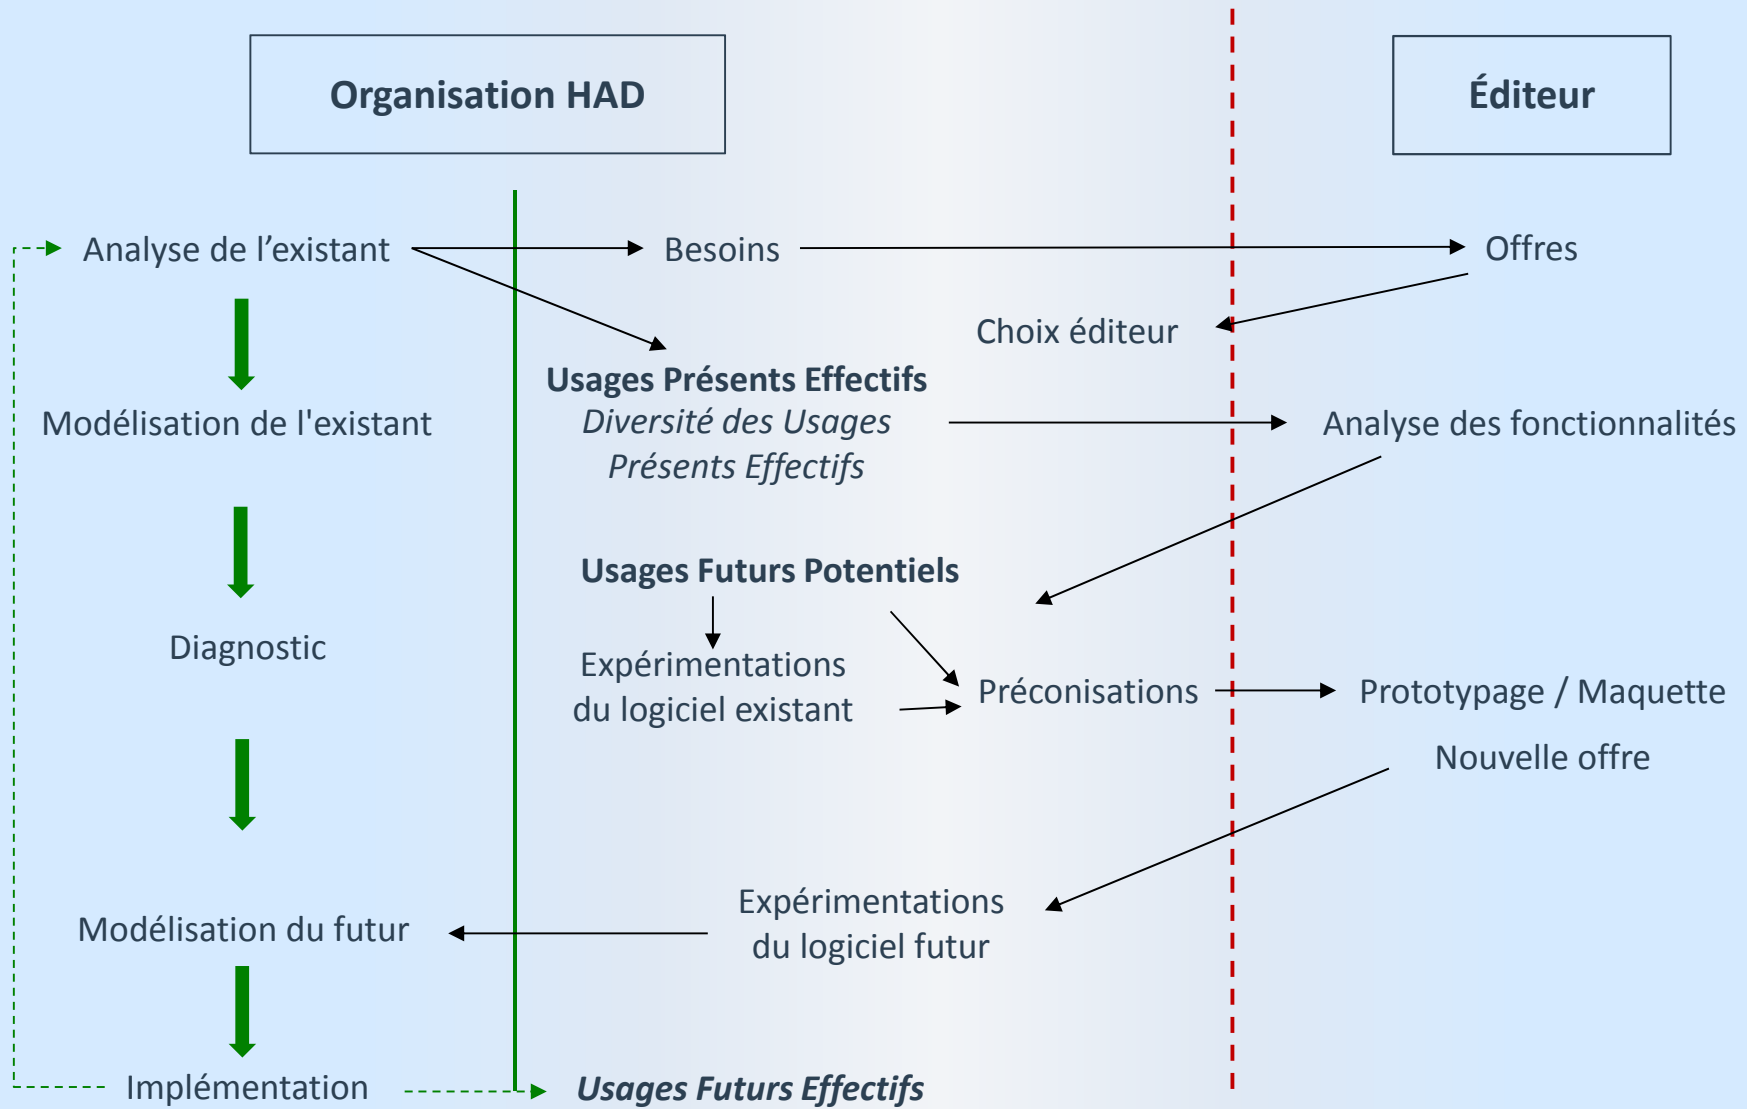 Organisation HAD
Éditeur
Analyse de l’existant
Besoins
Offres
Choix éditeur
Usages Présents Effectifs
Modélisation de l'existant
Diversité des Usages
Présents Effectifs
Analyse des fonctionnalités
Usages Futurs Potentiels
Diagnostic
Expérimentations
du logiciel existant
Préconisations
Prototypage / Maquette
Nouvelle offre
Modélisation du futur
Expérimentations
du logiciel futur
Implémentation
Usages Futurs Effectifs